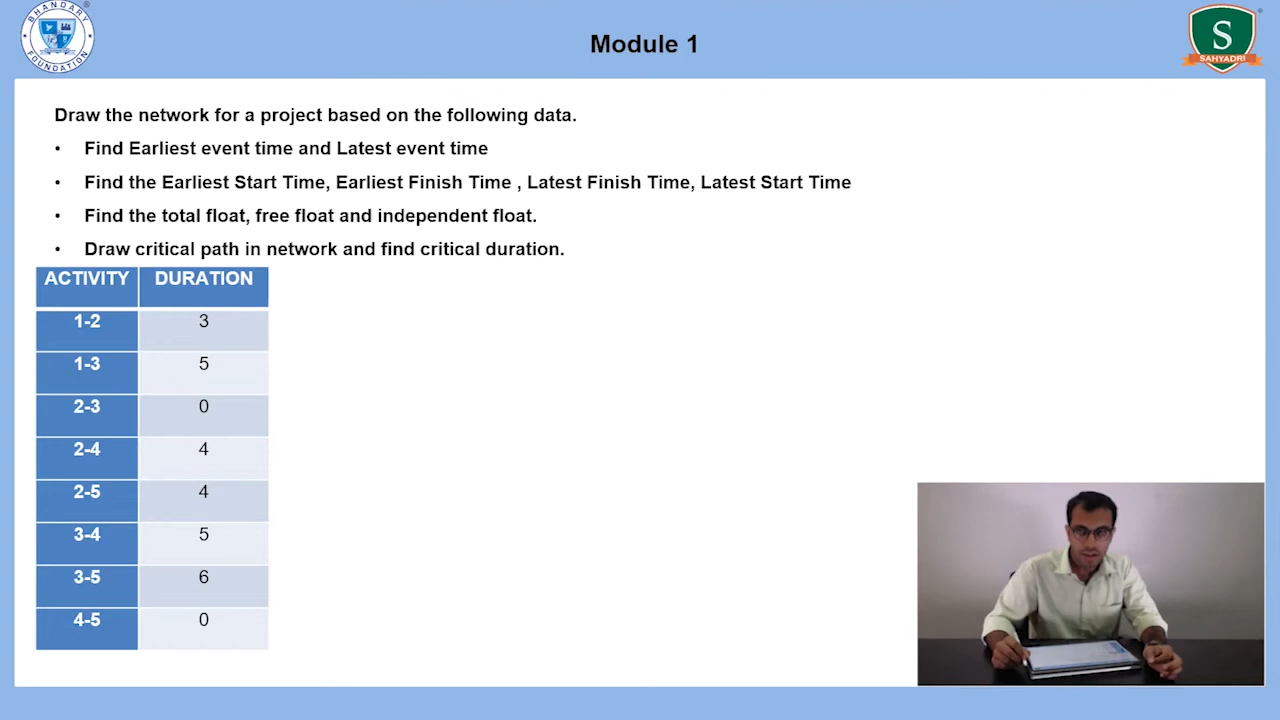 BHANDARY
FOUNDATION
®
Module 1
S
SAHYADRI
Draw the network for a project based on the following data.
• Find Earliest event time and Latest event time
• Find the Earliest Start Time, Earliest Finish Time , Latest Finish Time, Latest Start Time
• Find the total float, free float and independent float.
• Draw critical path in network and find critical duration.
ACTIVITY DURATION
1-2 3
1-3 5
2-3 0
2-4 4
2-5 4
3-4 5
3-5 6
4-5 0